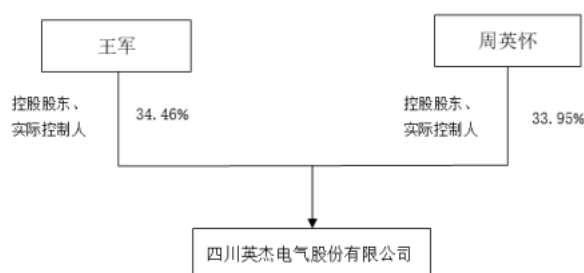 王军
周英怀
控股股东、
实际控制人
34.46%
控股股东、
实际控制人
33.95%
四川英杰电气股份有限公司